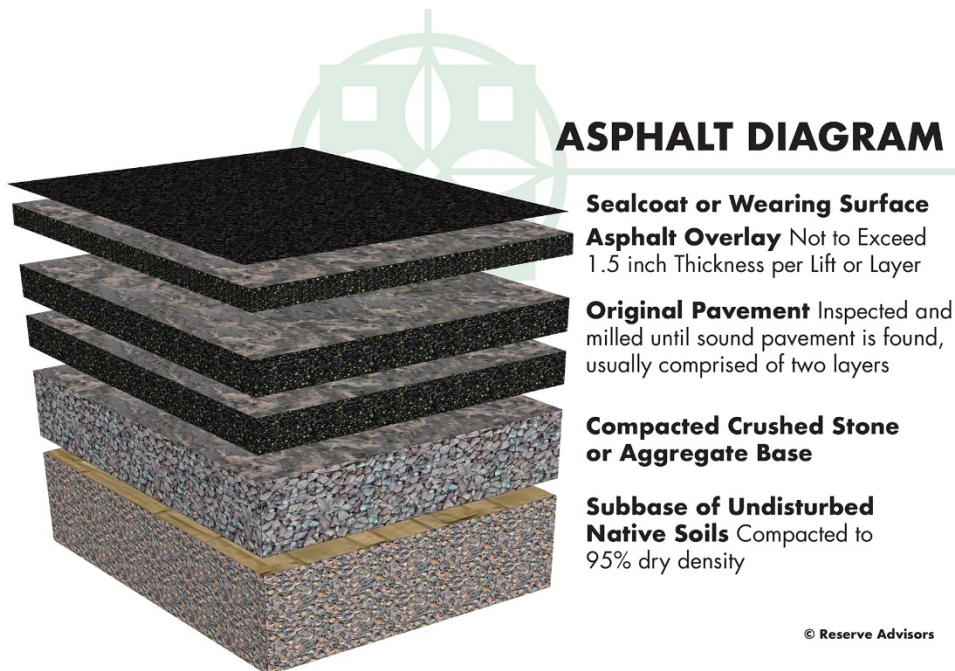 ASPHALT DIAGRAM
Sealcoat or Wearing Surface
Asphalt Overlay Not to Exceed
1.5 inch Thickness per Lift or Layer
Original Pavement Inspected and
milled until sound pavement is found,
usually comprised of two layers
Compacted Crushed Stone
or Aggregate Base
Subbase of Undisturbed
Native Soils Compacted to
95% dry density
© Reserve Advisors